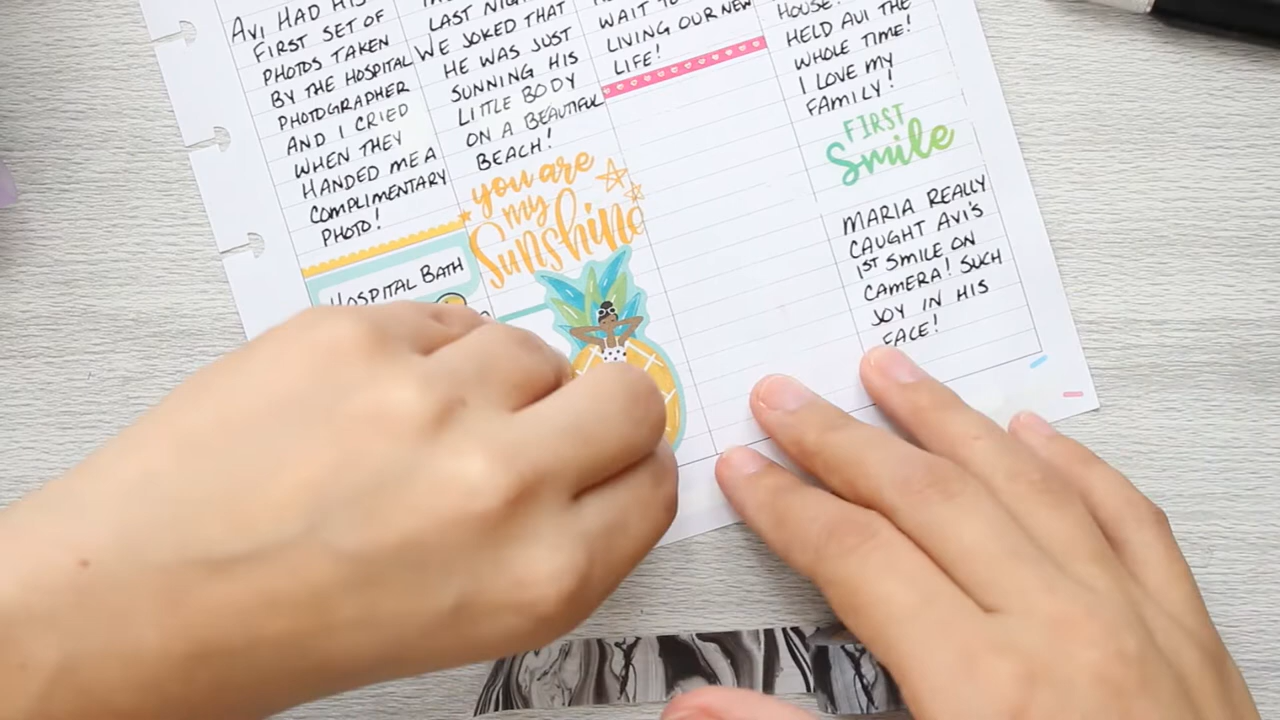 AVI HAD HIS
FIRST SET OF
PHOTOS TAKEN
BY THE HOSPITAL
PHOTOGRAPHER
AND I CRIED
WHEN THEY
HANDED ME A
COMPLIMENTARY
PHOTO!
HOSPITAL BATH
LAST NIGHT
WE JOKED THAT
HE WAS JUST
SUNNING HIS
LITTLE BODY
ON A BEAUTIFUL
BEACH!
you are
my
Sunshine
WAIT TO
LIVING OUR NEW
LIFE!
HOUSE!
HELD AVI THE
WHOLE TIME!
I LOVE MY
FAMILY!
FIRST
Smile
MARIA REALLY
CAUGHT AVI'S
1ST SMILE ON
CAMERA! SUCH
JOY IN HIS
FACE!